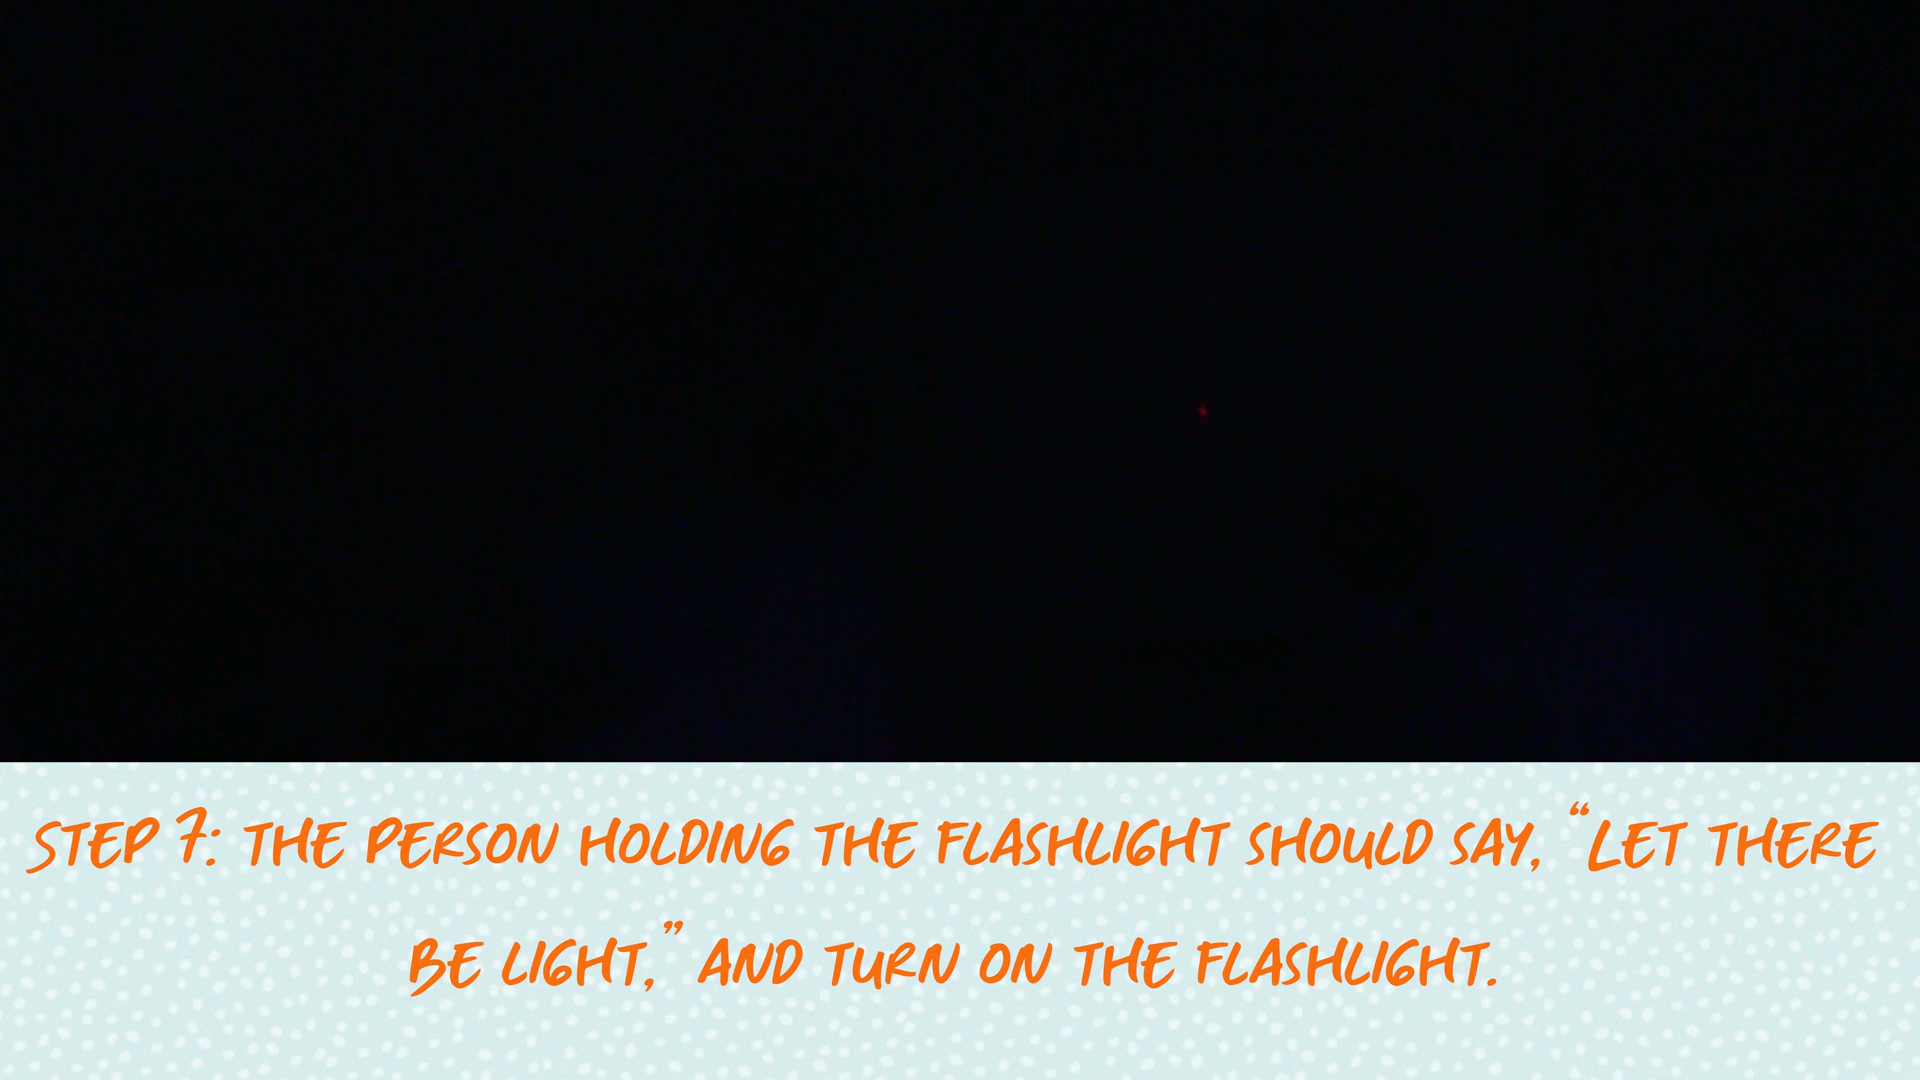 STEP 7: THE PERSON HOLDING THE FLASHLIGHT SHOULD SAY, “LET THERE
BE LIGHT,” AND TURN ON THE FLASHLIGHT.